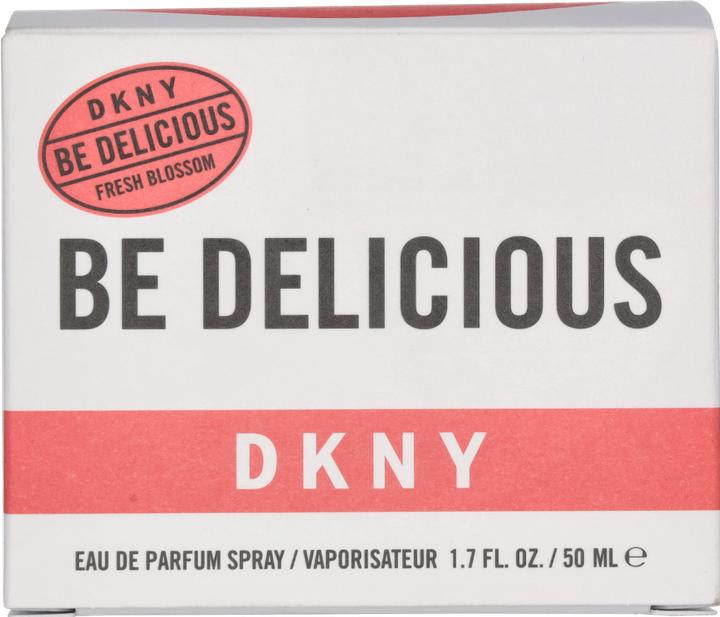 DKNY
BE DELICIOUS
FRESH BLOSSOM
BE DELICIOUS
DKNY
EAU DE PARFUM SPRAY / VAPORISATEUR 1.7 FL. OZ. / 50 ML ℮